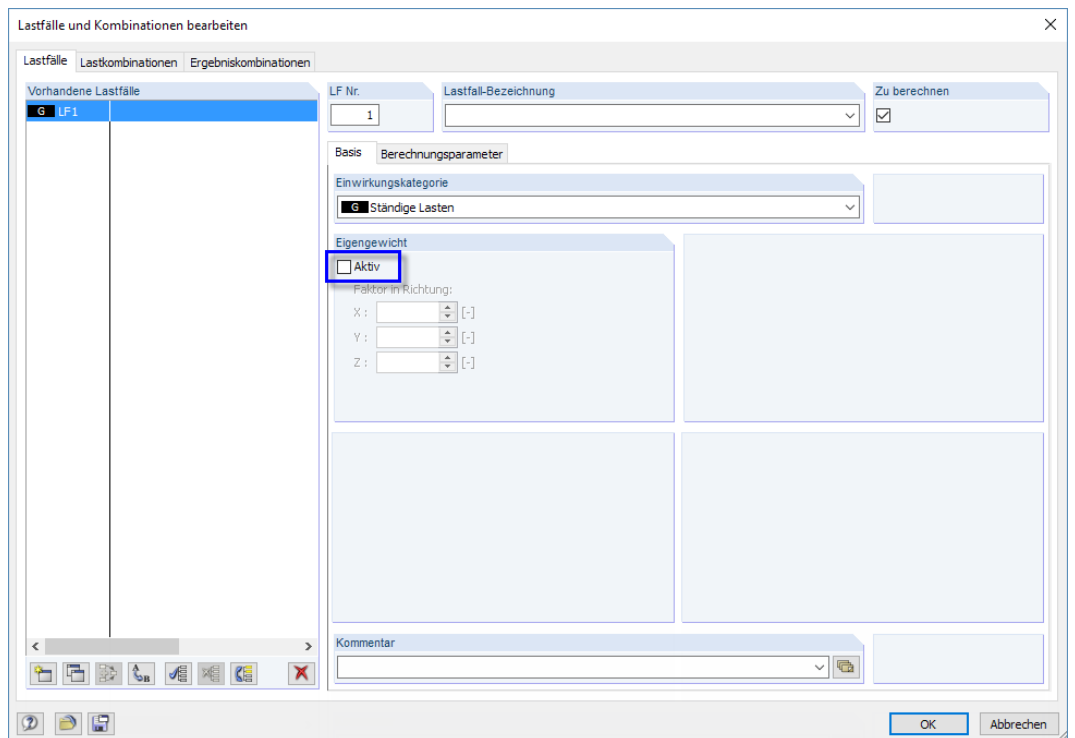 Lastfälle und Kombinationen bearbeiten
Lastfälle Lastkombinationen Ergebniskombinationen
Vorhandene Lastfälle
G LF1
LF Nr.
1
Lastfall-Bezeichnung
Zu berechnen
Basis Berechnungsparameter
Einwirkungskategorie
G Ständige Lasten
Eigengewicht
Aktiv
Faktor in Richtung:
X : [-]
Y : [-]
Z : [-]
Kommentar
OK Abbrechen